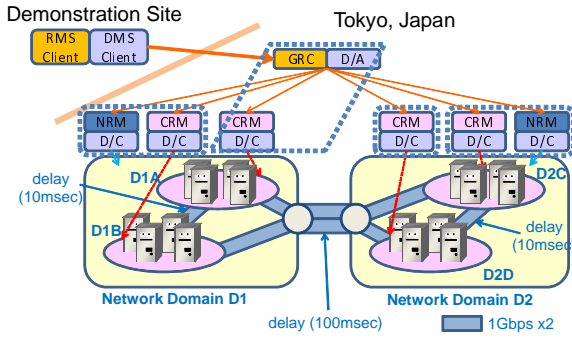 Demonstration Site
Tokyo, Japan
RMS
Client
DMS
Client
GRC
D/A
NRM
D/C
CRM
D/C
CRM
D/C
CRM
D/C
CRM
D/C
NRM
D/C
delay
(10msec)
D1A
D1B
D2C
delay
(10msec
D2D
Network Domain D1
Network Domain D2
delay (100msec)
1Gbps x2